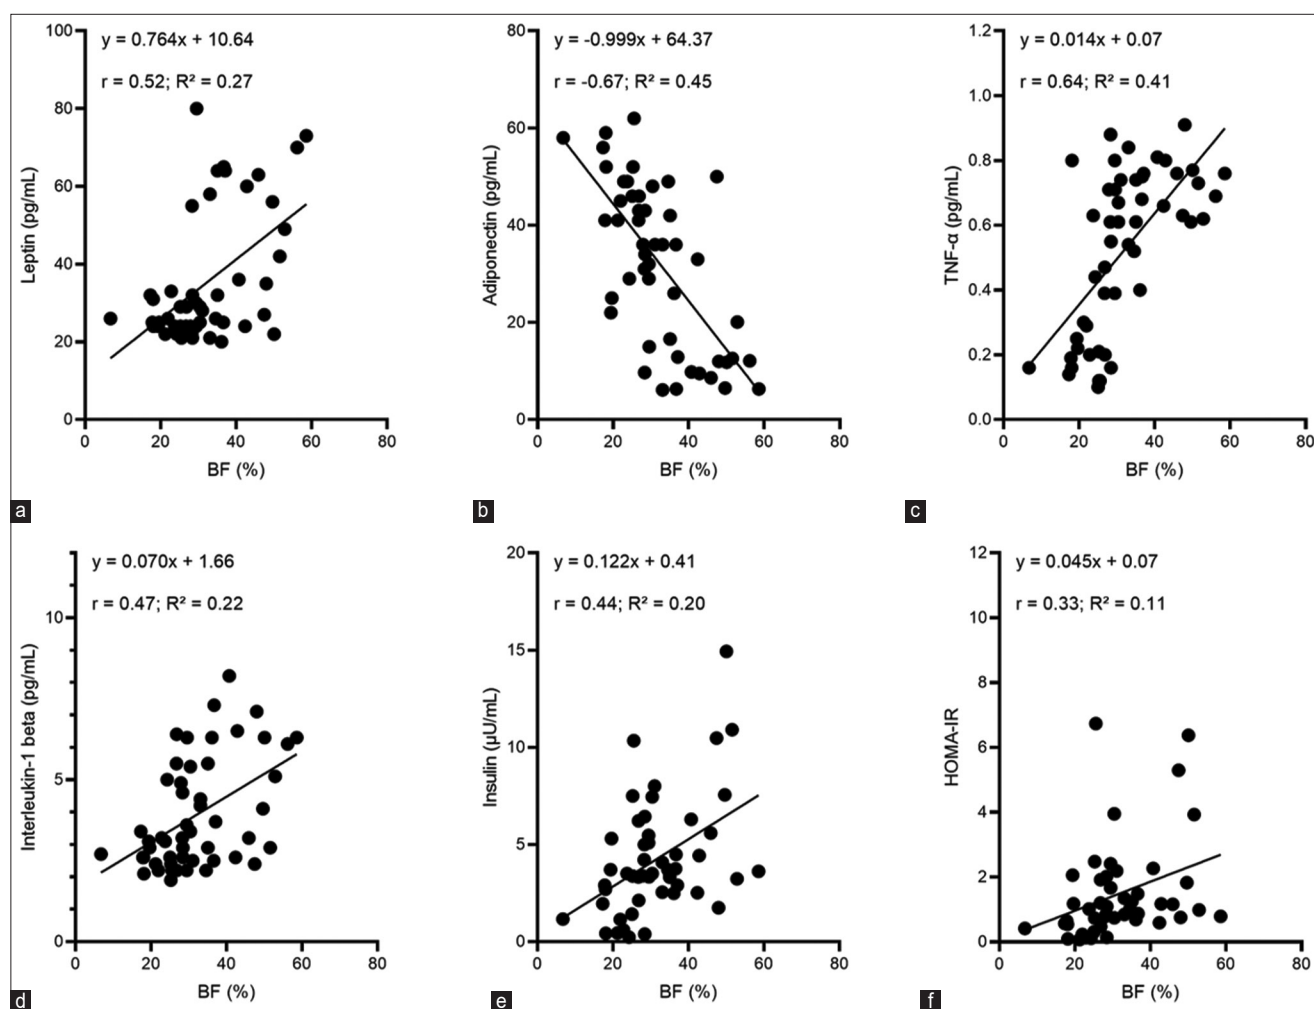 y = 0.764x + 10.64
r = 0.52; R² = 0.27
Leptin (pg/mL)
100
80
60
40
20
0
0 20 40 60 80
BF (%)
a
y = -0.999x + 64.37
r = -0.67; R² = 0.45
Adiponectin (pg/mL)
80
60
40
20
0
0 20 40 60 80
BF (%)
b
y = 0.014x + 0.07
r = 0.64; R² = 0.41
TNF-α (pg/mL)
1.2
1.0
0.8
0.6
0.4
0.2
0.0
0 20 40 60 80
BF (%)
c
y = 0.070x + 1.66
r = 0.47; R² = 0.22
Interleukin-1 beta (pg/mL)
10
5
0
0 20 40 60 80
BF (%)
d
y = 0.122x + 0.41
r = 0.44; R² = 0.20
Insulin (µU/mL)
20
15
10
5
0
0 20 40 60 80
BF (%)
e
y = 0.045x + 0.07
r = 0.33; R² = 0.11
HOMA-IR
12
10
8
6
4
2
0
0 20 40 60 80
BF (%)
f